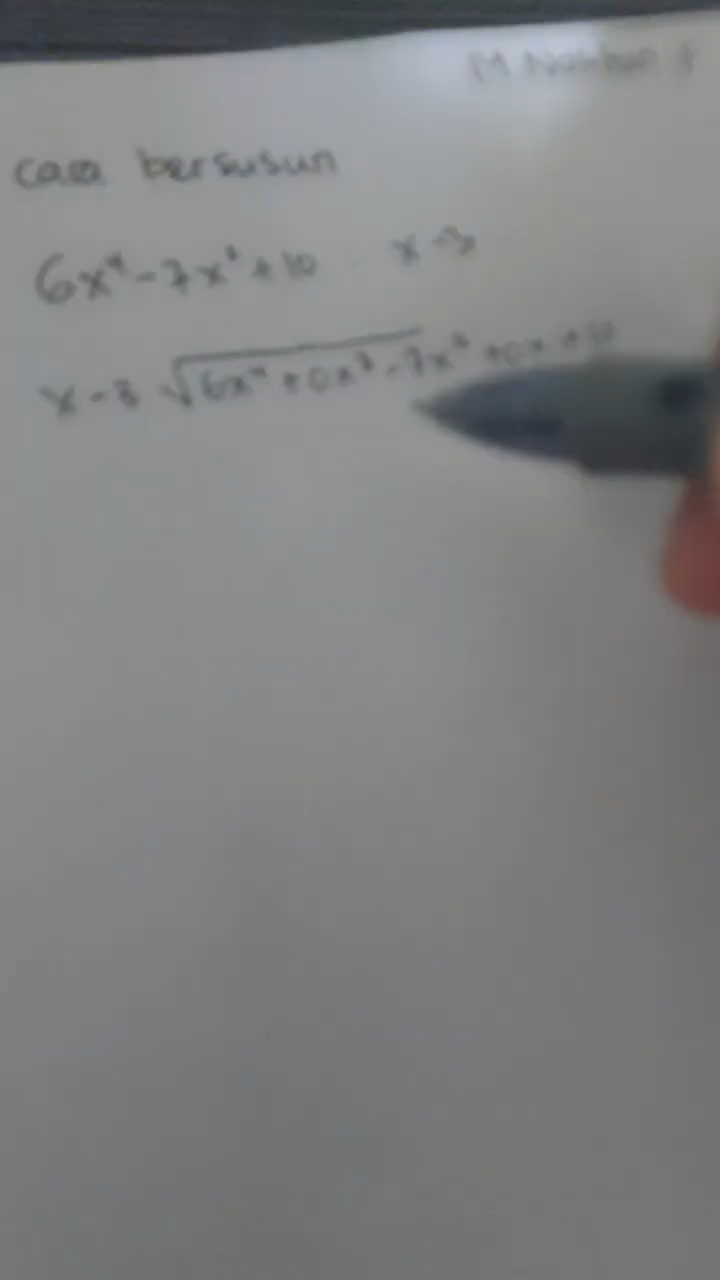 cara bersusun
6x⁴ - 7x² + 10 x - 3
x - 3 √6x⁴ + 0x³ - 7x² + 0x + 10